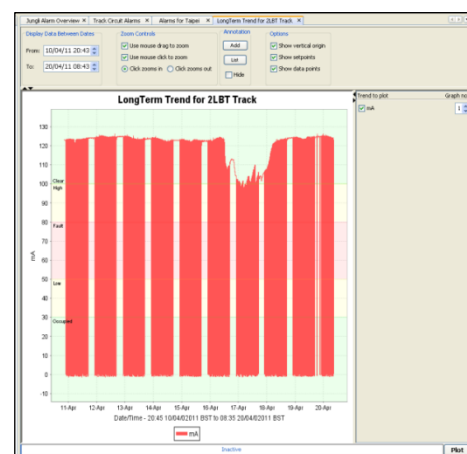 Jungli Alarm Overview × Track Circuit Alarms × Alarms for Taipei × LongTerm Trend for 2LBT Track ×
Display Data Between Dates
From: 10/04/11 20:43
To: 20/04/11 08:43
Zoom Controls
Use mouse drag to zoom
Use mouse click to zoom
Click zooms in Click zooms out
Annotation
Add
List
Hide
Options
Show vertical origin
Show setpoints
Show data points
LongTerm Trend for 2LBT Track
Trend to plot Graph no
mA 1
130
120
110
100
90
80
70
60
50
40
30
20
10
0
-10
mA
Clear
High
Fault
Low
Occupied
11-Apr 12-Apr 13-Apr 14-Apr 15-Apr 16-Apr 17-Apr 18-Apr 19-Apr 20-Apr
Date/Time - 20:45 10/04/2011 BST to 08:35 20/04/2011 BST
mA
Inactive
Plot